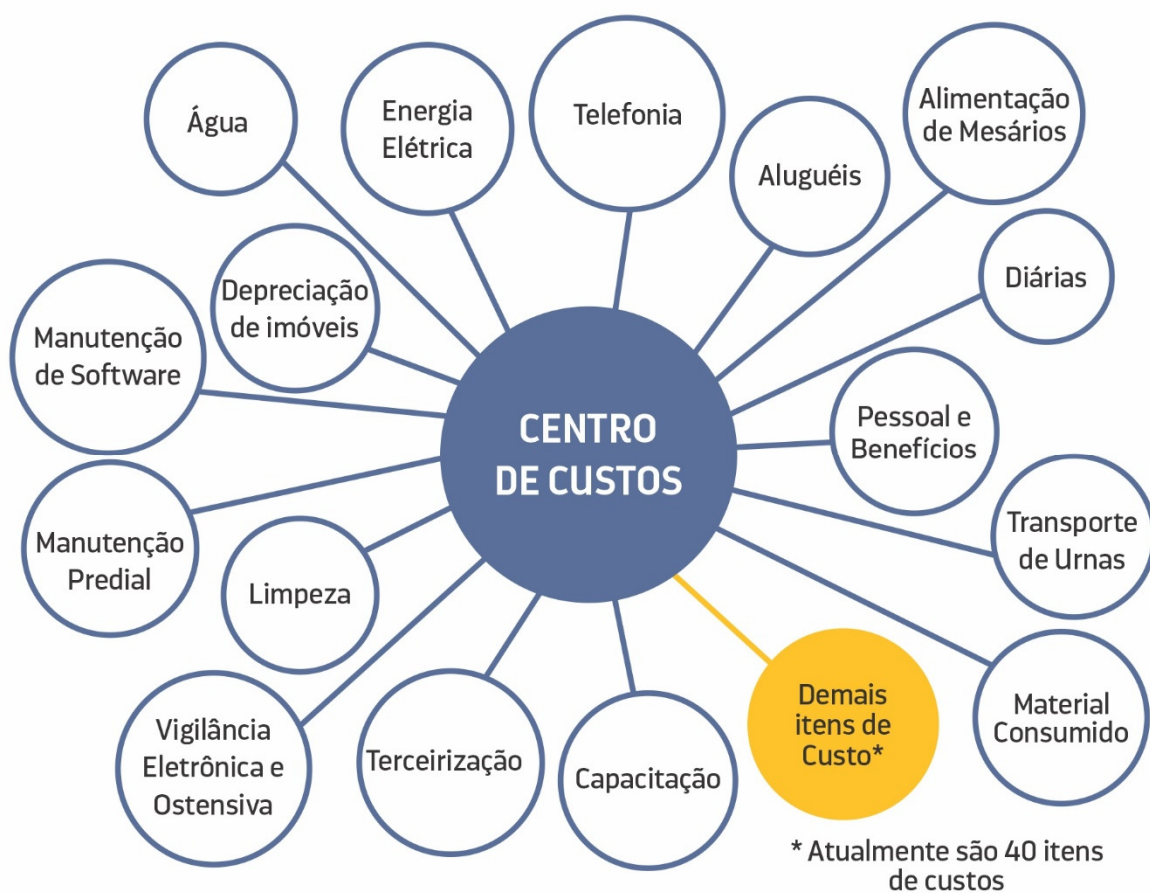 Água
Energia
Elétrica
Telefonia
Aluguéis
Alimentação
de Mesários
Diárias
Depreciação
de imóveis
Manutenção
de Software
CENTRO
DE CUSTOS
Pessoal e
Benefícios
Manutenção
Predial
Limpeza
Transporte
de Urnas
Vigilância
Eletrônica e
Ostensiva
Terceirização
Capacitação
Demais
itens de
Custo*
Material
Consumido
* Atualmente são 40 itens
de custos